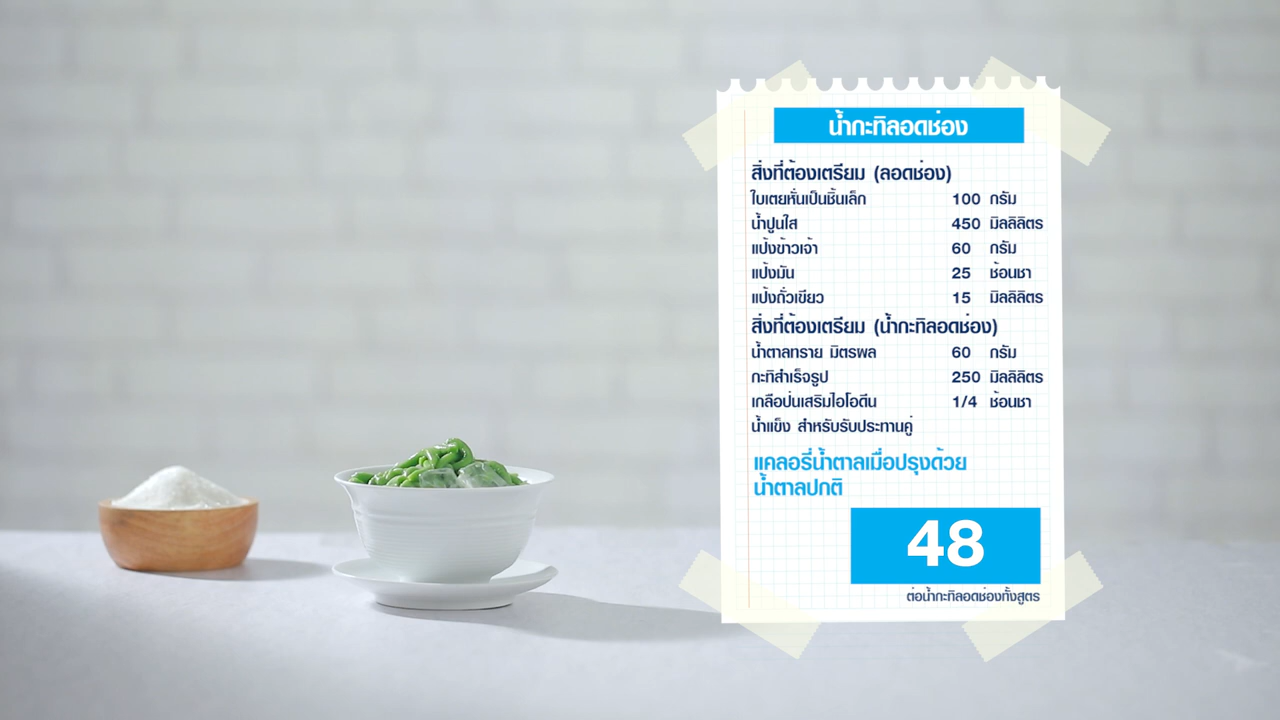 น้ำกะทิลอดช่อง
สิ่งที่ต้องเตรียม (ลอดช่อง)
ใบเตยหั่นเป็นชิ้นเล็ก 100 กรัม
น้ำปูนใส 450 มิลลิลิตร
แป้งข้าวเจ้า 60 กรัม
แป้งมัน 25 ช้อนชา
แป้งถั่วเขียว 15 มิลลิลิตร
สิ่งที่ต้องเตรียม (น้ำกะทิลอดช่อง)
น้ำตาลทราย มิตรผล 60 กรัม
กะทิสำเร็จรูป 250 มิลลิลิตร
เกลือป่นเสริมไอโอดีน 1/4 ช้อนชา
น้ำแข็ง สำหรับรับประทานคู่
แคลอรี่น้ำตาลเมื่อปรุงด้วย
น้ำตาลปกติ
48
ต่อน้ำกะทิลอดช่องทั้งสูตร